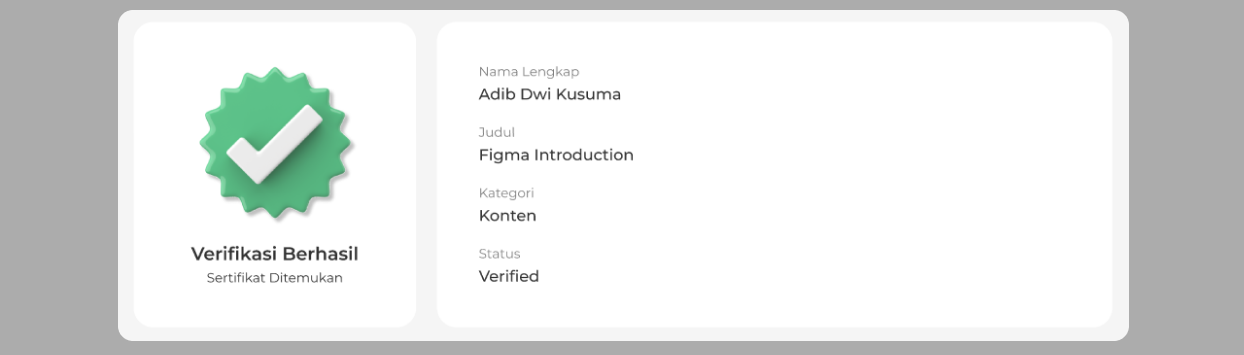 Verifikasi Berhasil
Sertifikat Ditemukan
Nama Lengkap
Adib Dwi Kusuma
Judul
Figma Introduction
Kategori
Konten
Status
Verified